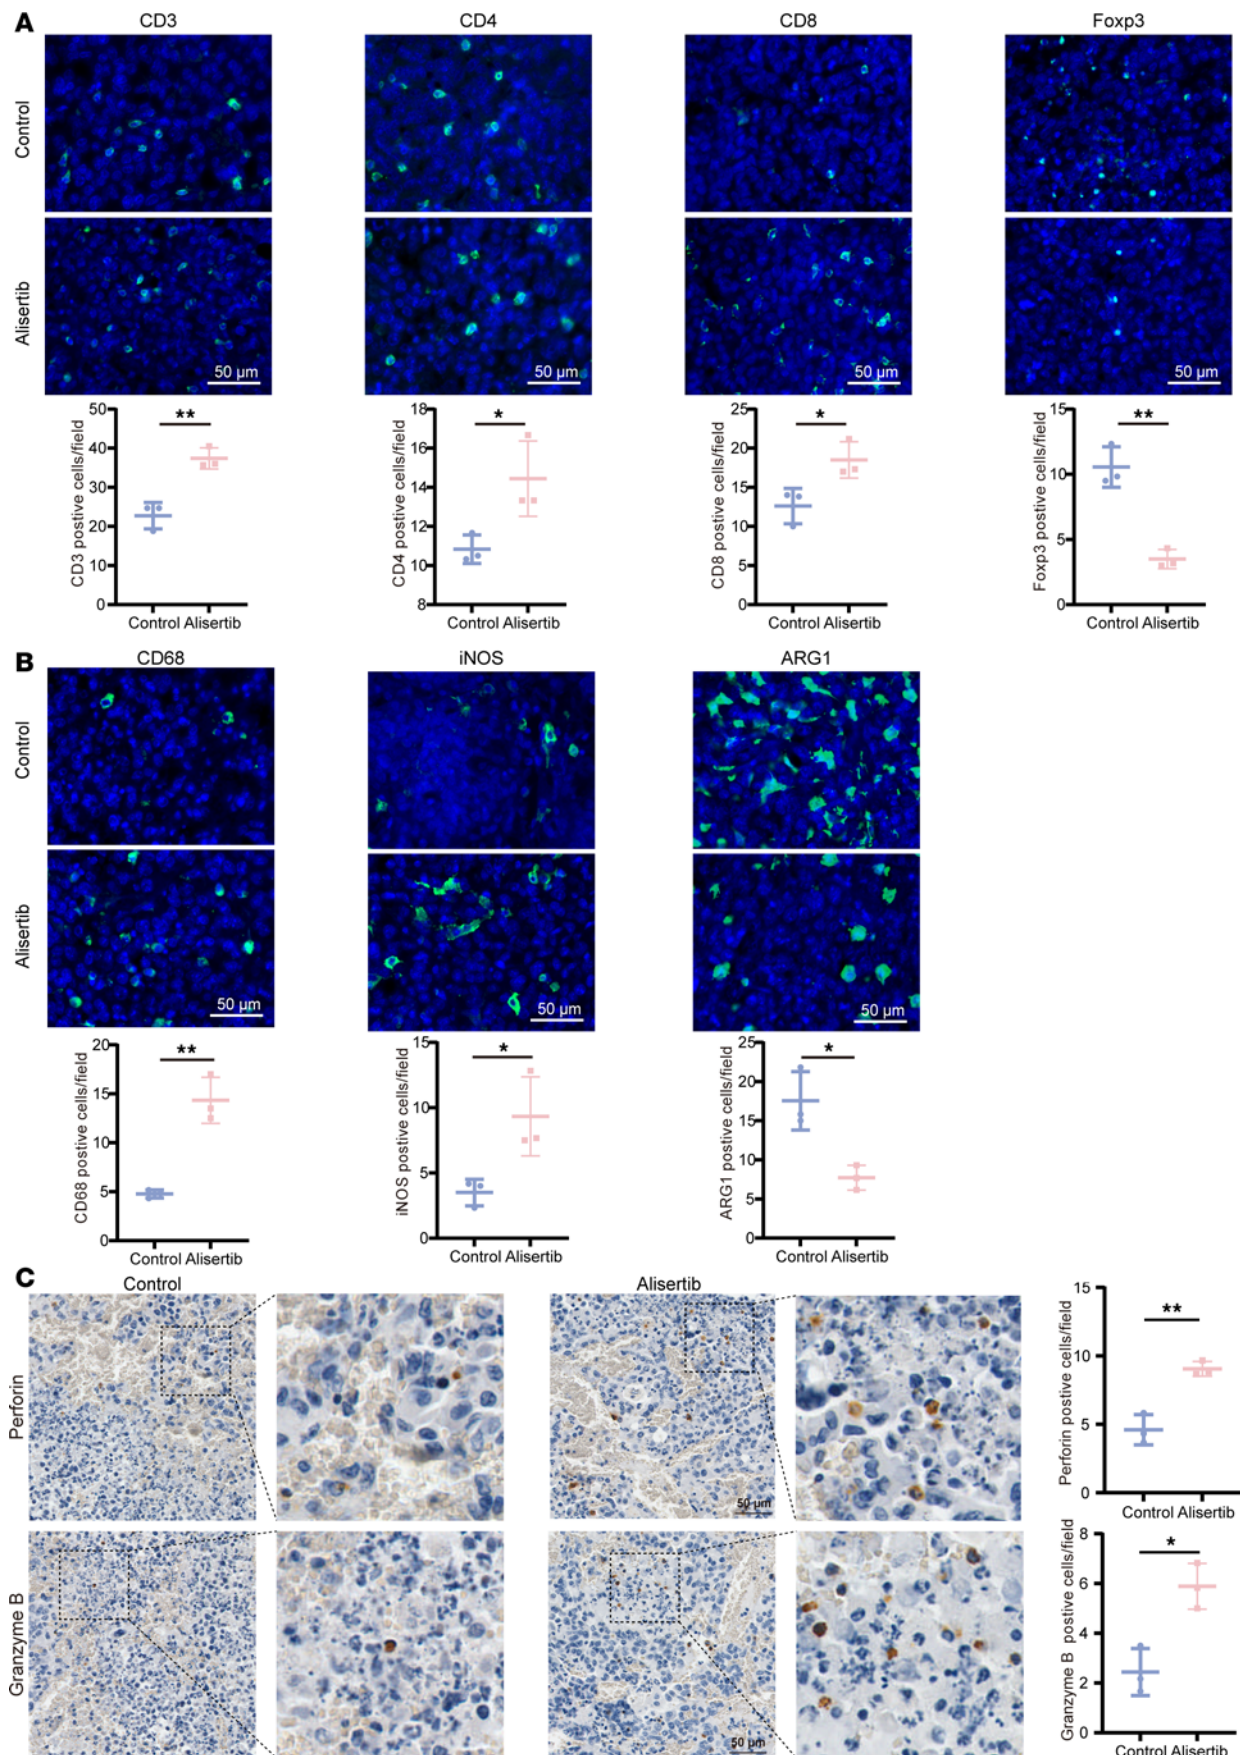 A
CD3 CD4 CD8 Foxp3
Control
Alisertib
50 µm 50 µm 50 µm 50 µm
CD3 postive cells/field
50
40
30
20
10
0
**
Control Alisertib
CD4 postive cells/field
18
16
14
12
10
8
*
Control Alisertib
CD8 postive cells/field
25
20
15
10
5
0
*
Control Alisertib
Foxp3 postive cells/field
15
10
5
0
**
Control Alisertib
B
CD68 iNOS ARG1
Control
Alisertib
50 µm 50 µm 50 µm
CD68 postive cells/field
20
15
10
5
0
**
Control Alisertib
iNOS postive cells/field
15
10
5
0
*
Control Alisertib
ARG1 postive cells/field
25
20
15
10
5
0
*
Control Alisertib
C
Control Alisertib
Perforin
50 µm
Perforin postive cells/field
15
10
5
0
**
Control Alisertib
Granzyme B
50 µm
Granzyme B postive cells/field
8
6
4
2
0
*
Control Alisertib